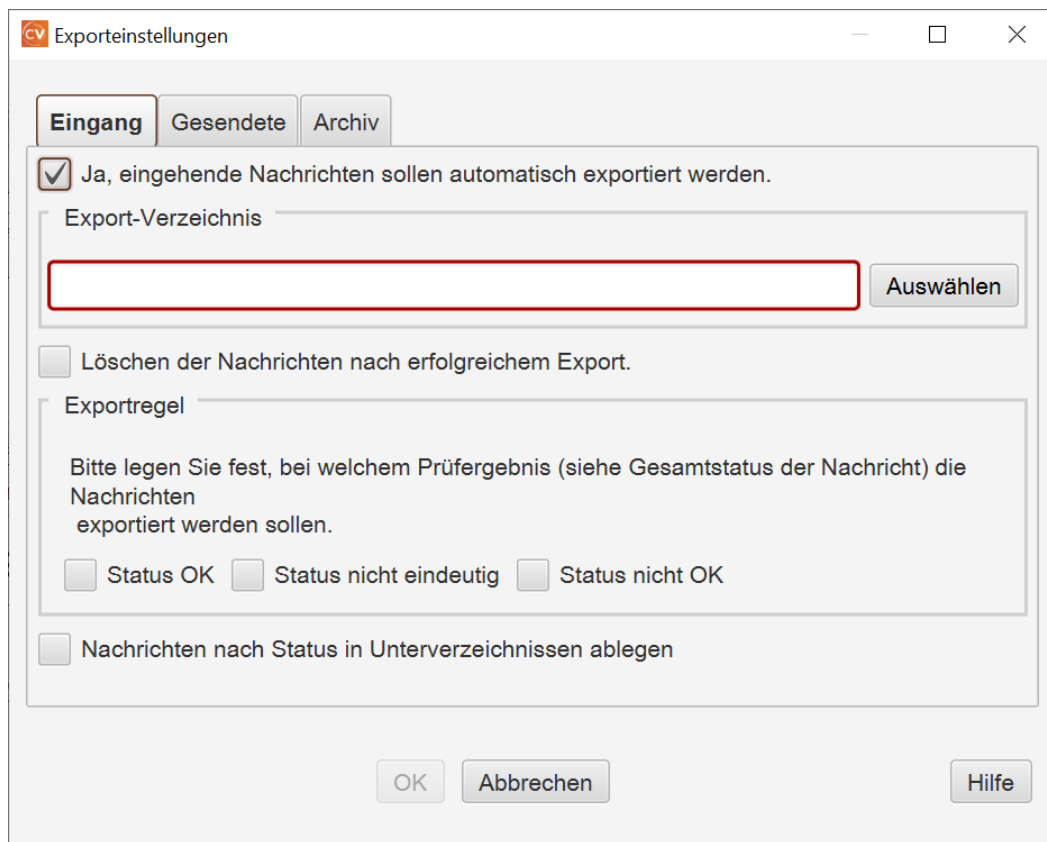 CV Exporteinstellungen
Eingang Gesendete Archiv
Ja, eingehende Nachrichten sollen automatisch exportiert werden.
Export-Verzeichnis
Auswählen
Löschen der Nachrichten nach erfolgreichem Export.
Exportregel
Bitte legen Sie fest, bei welchem Prüfergebnis (siehe Gesamtstatus der Nachricht) die
Nachrichten
exportiert werden sollen.
Status OK Status nicht eindeutig Status nicht OK
Nachrichten nach Status in Unterverzeichnissen ablegen
OK Abbrechen Hilfe